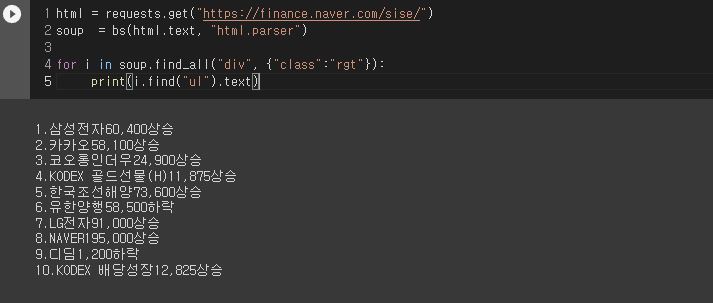 1 html = requests.get("https://finance.naver.com/sise/")
2 soup  = bs(html.text, "html.parser")
3
4 for i in soup.find_all("div", {"class":"rgt"}):
5     print(i.find("ul").text)
1.삼성전자60,400상승
2.카카오58,100상승
3.코오롱인더우24,900상승
4.KODEX 골드선물(H)11,875상승
5.한국조선해양73,600상승
6.유한양행58,500하락
7.LG전자91,000상승
8.NAVER195,000상승
9.디딤1,200하락
10.KODEX 배당성장12,825상승